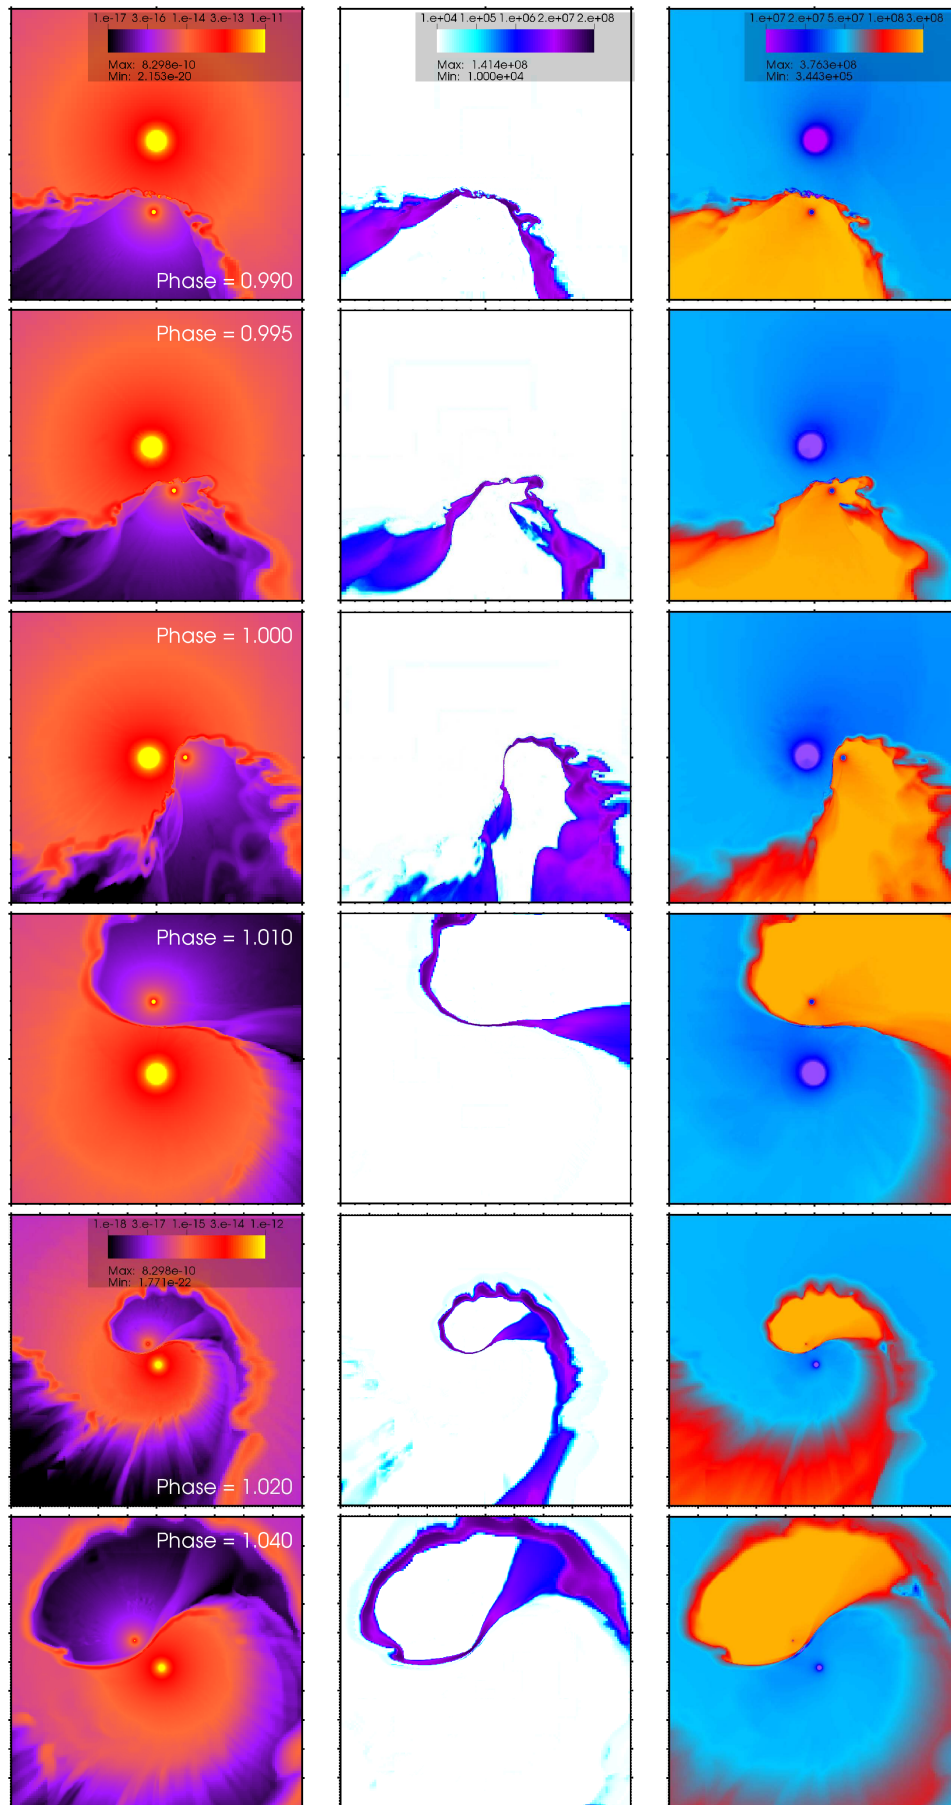 1.e-17 3.e-16 1.e-14 3.e-13 1.e-11
Max: 8.298e-10
Min: 2.153e-20
1.e+04 1.e+05 1.e+06 2.e+07 2.e+08
Max: 1.414e+08
Min: 1.000e+04
1.e+07 2.e+07 5.e+07 1.e+08 3.e+08
Max: 3.763e+08
Min: 3.443e+05
Phase = 0.990
Phase = 0.995
Phase = 1.000
Phase = 1.010
1.e-18 3.e-17 1.e-15 3.e-14 1.e-12
Max: 8.298e-10
Min: 1.771e-22
Phase = 1.020
Phase = 1.040